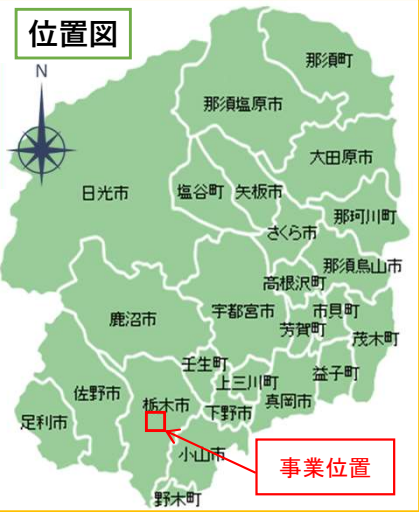 位置図
N
那須町
那須塩原市
大田原市
日光市
塩谷町
矢板市
那珂川町
さくら市
那須烏山市
高根沢町
宇都宮市
市貝町
鹿沼市
芳賀町
茂木町
壬生町
上三川町
益子町
佐野市
栃木市
下野市
真岡市
足利市
小山市
事業位置
野木町